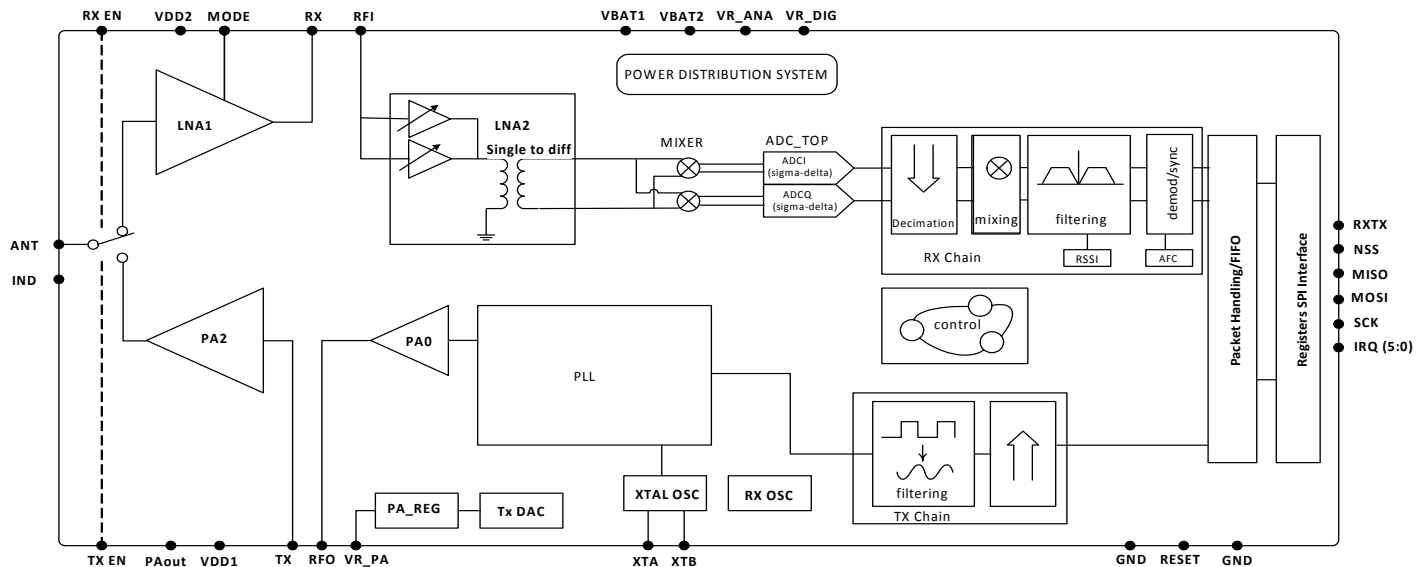 RX EN
VDD2
MODE
RX
RFI
VBAT1
VBAT2
VR_ANA
VR_DIG
POWER DISTRIBUTION SYSTEM
LNA1
LNA2
Single to diff
MIXER
ADC_TOP
ADCI
(sigma-delta)
ADCQ
(sigma-delta)
Decimation
mixing
filtering
demod/sync
RSSI
AFC
RX Chain
Packet Handling/FIFO
Registers SPI Interface
ANT
IND
RXTX
NSS
MISO
MOSI
SCK
IRQ (5:0)
control
PA2
PA0
PLL
filtering
TX Chain
XTAL OSC
RX OSC
PA_REG
Tx DAC
TX EN
PAout
VDD1
TX
RFO
VR_PA
XTA
XTB
GND
RESET
GND